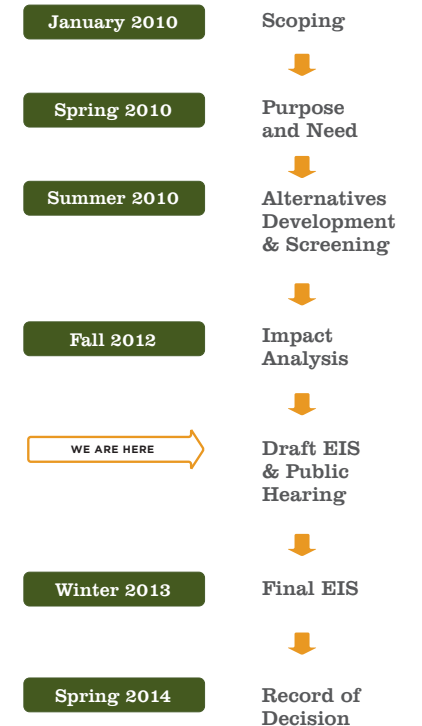 January 2010
Scoping
Spring 2010
Purpose
and Need
Summer 2010
Alternatives
Development
& Screening
Fall 2012
Impact
Analysis
WE ARE HERE
Draft EIS
& Public
Hearing
Winter 2013
Final EIS
Spring 2014
Record of
Decision